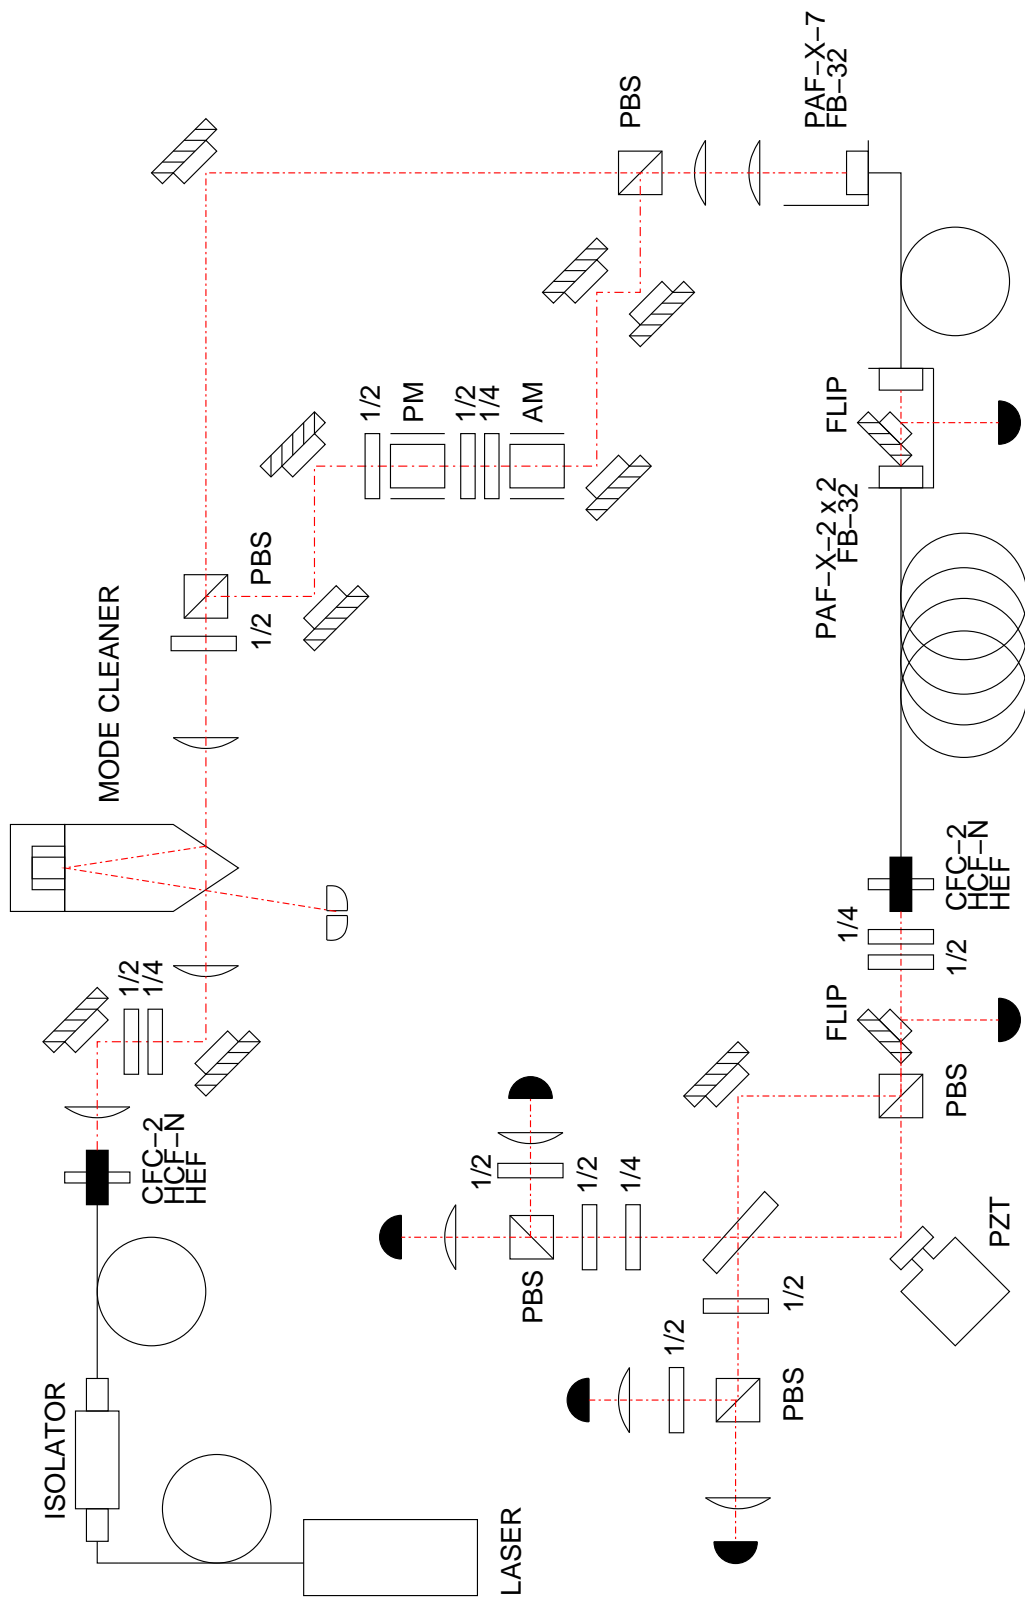 ISOLATOR
CFC–2
HCF–N
HEF
1/2
1/4
MODE CLEANER
1/2
PBS
1/2
PM
1/2
1/4
AM
PBS
PAF–X–7
FB–32
LASER
PBS
1/2
1/2
1/4
1/2
PBS
1/2
PZT
PBS
FLIP
1/4
1/2
CFC–2
HCF–N
HEF
PAF–X–2 x 2
FB–32
FLIP